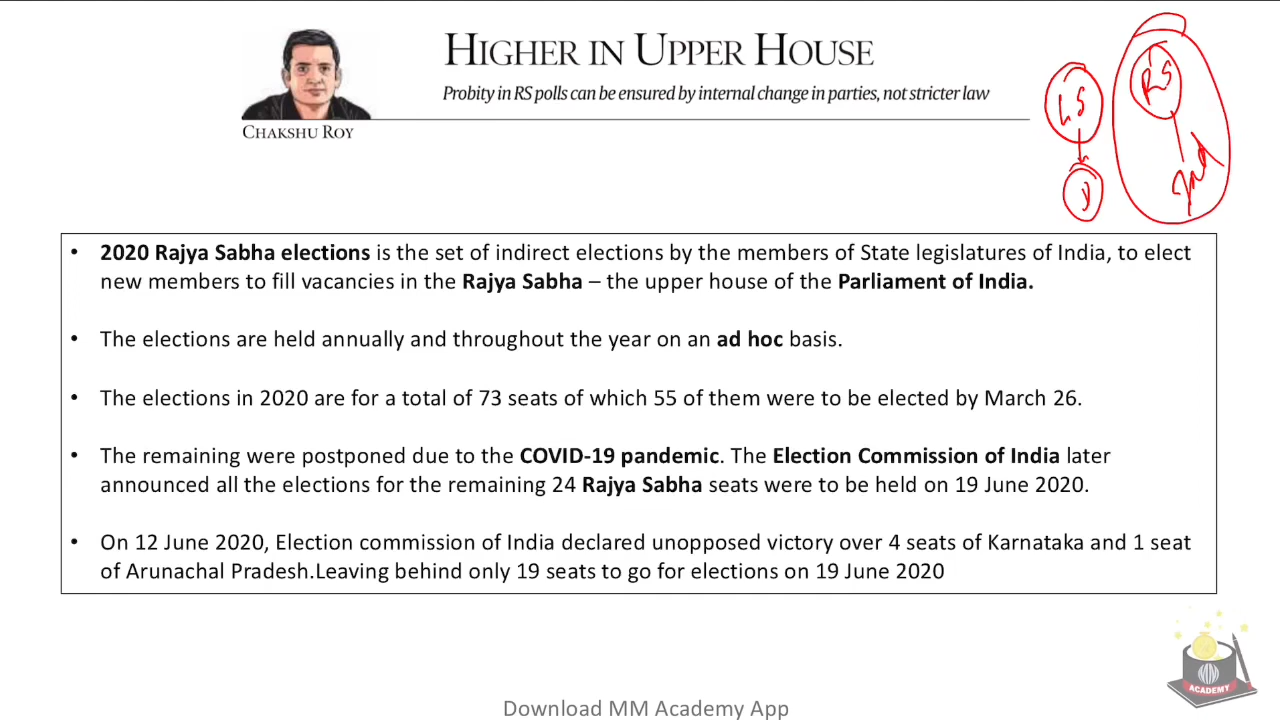 HIGHER IN UPPER HOUSE
Probity in RS polls can be ensured by internal change in parties, not stricter law
CHAKSHU ROY
LS
RS
Ind
• 2020 Rajya Sabha elections is the set of indirect elections by the members of State legislatures of India, to elect
new members to fill vacancies in the Rajya Sabha – the upper house of the Parliament of India.
• The elections are held annually and throughout the year on an ad hoc basis.
• The elections in 2020 are for a total of 73 seats of which 55 of them were to be elected by March 26.
• The remaining were postponed due to the COVID-19 pandemic. The Election Commission of India later
announced all the elections for the remaining 24 Rajya Sabha seats were to be held on 19 June 2020.
• On 12 June 2020, Election commission of India declared unopposed victory over 4 seats of Karnataka and 1 seat
of Arunachal Pradesh.Leaving behind only 19 seats to go for elections on 19 June 2020
ACADEMY
Download MM Academy App